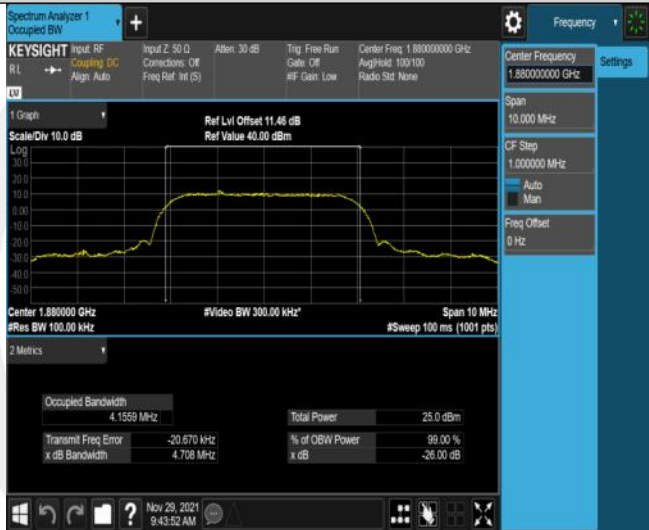 Spectrum Analyzer 1
Occupied BW
Frequency
KEYSIGHT
Input: RF
Input Z: 50 Ω
Atten: 30 dB
Trig: Free Run
Center Freq: 1.880000000 GHz
R L
Coupling: DC
Corrections: Off
Gate: Off
Avg|Hold: 100/100
Align: Auto
Freq Ref: Int (S)
#IF Gain: Low
Radio Std: None
Center Frequency
1.880000000 GHz
Settings
Span
10.000 MHz
CF Step
1.000000 MHz
Auto
Man
Freq Offset
0 Hz
1 Graph
Scale/Div 10.0 dB
Ref Lvl Offset 11.46 dB
Ref Value 40.00 dBm
Log
30.0
20.0
10.0
0.00
-10.0
-20.0
-30.0
-40.0
-50.0
Center 1.880000 GHz
#Video BW 300.00 kHz*
Span 10 MHz
#Res BW 100.00 kHz
#Sweep 100 ms (1001 pts)
2 Metrics
Occupied Bandwidth
4.1559 MHz
Total Power
25.0 dBm
Transmit Freq Error
-20.670 kHz
% of OBW Power
99.00 %
x dB Bandwidth
4.708 MHz
x dB
-26.00 dB
?
Nov 29, 2021
9:43:52 AM